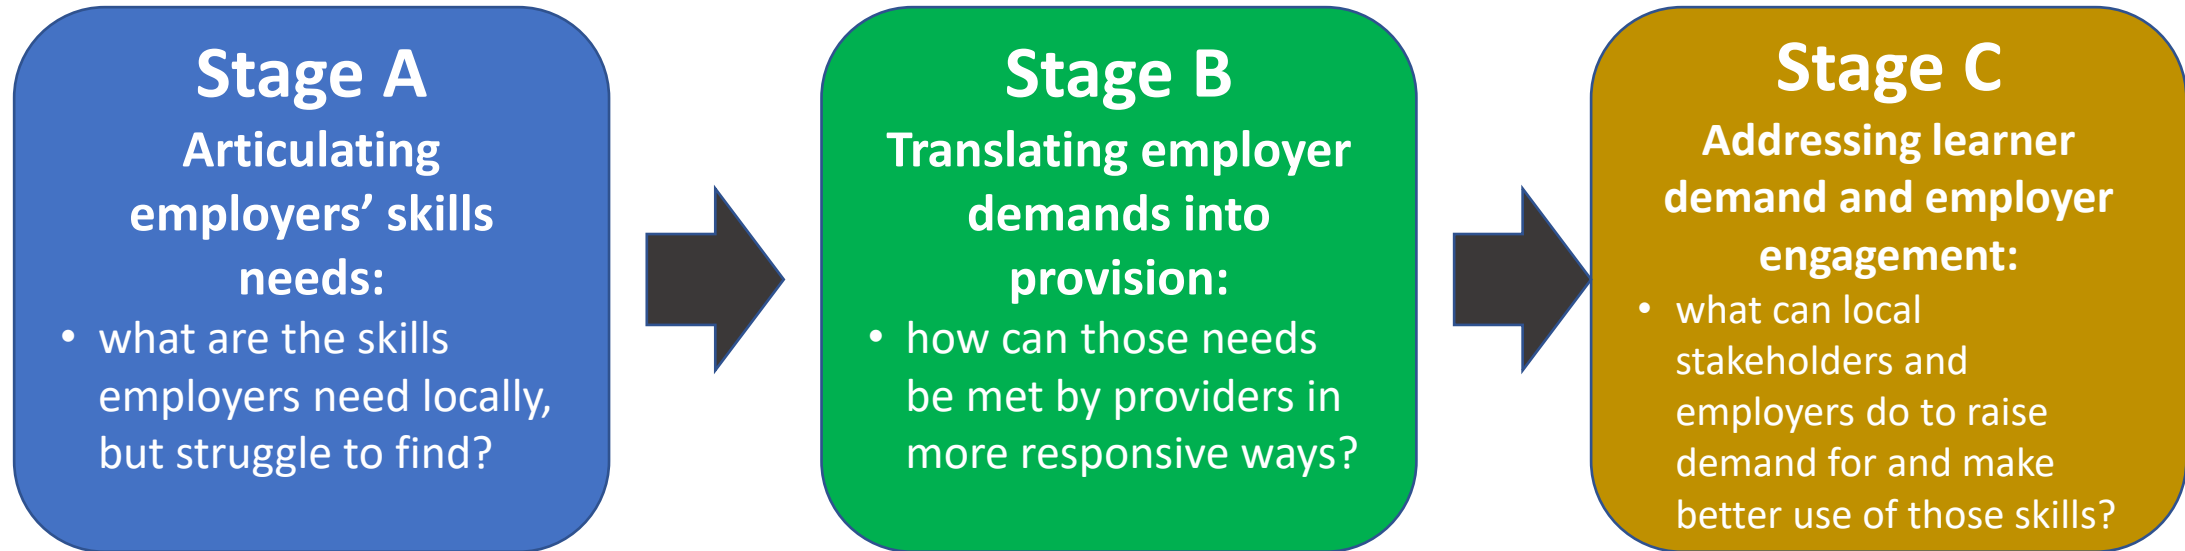 Stage A
Articulating
employers’ skills
needs:
• what are the skills
employers need locally,
but struggle to find?
Stage B
Translating employer
demands into
provision:
• how can those needs
be met by providers in
more responsive ways?
Stage C
Addressing learner
demand and employer
engagement:
• what can local
stakeholders and
employers do to raise
demand for and make
better use of those skills?